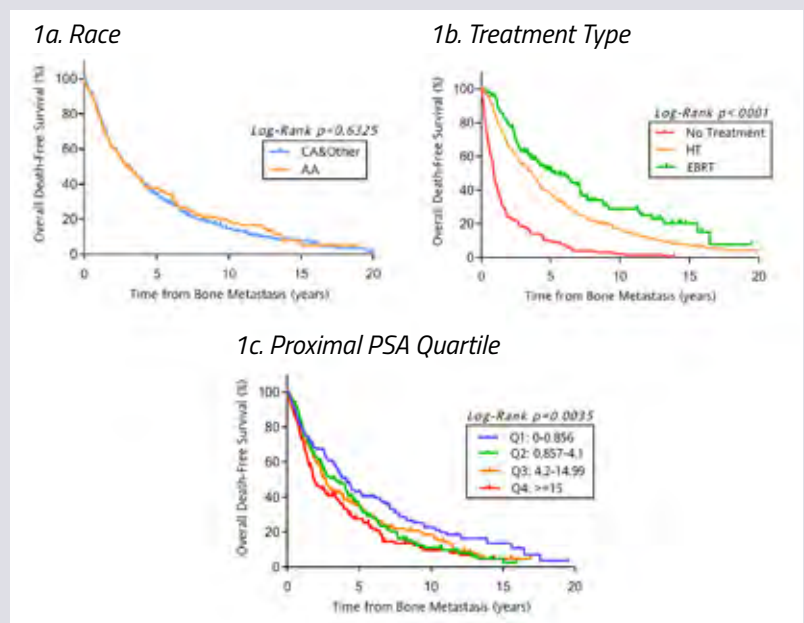 1a. Race
Overall Death-Free Survival (%)
100
80
60
40
20
0
Log-Rank p=0.6325
CA&Other
AA
0 5 10 15 20
Time from Bone Metastasis (years)
1b. Treatment Type
Overall Death-Free Survival (%)
100
80
60
40
20
0
Log-Rank p<.0001
No Treatment
HT
EBRT
0 5 10 15 20
Time from Bone Metastasis (years)
1c. Proximal PSA Quartile
Overall Death-Free Survival (%)
100
80
60
40
20
0
Log-Rank p=0.0035
Q1: 0-0.856
Q2: 0.857-4.1
Q3: 4.2-14.99
Q4: >=15
0 5 10 15 20
Time from Bone Metastasis (years)